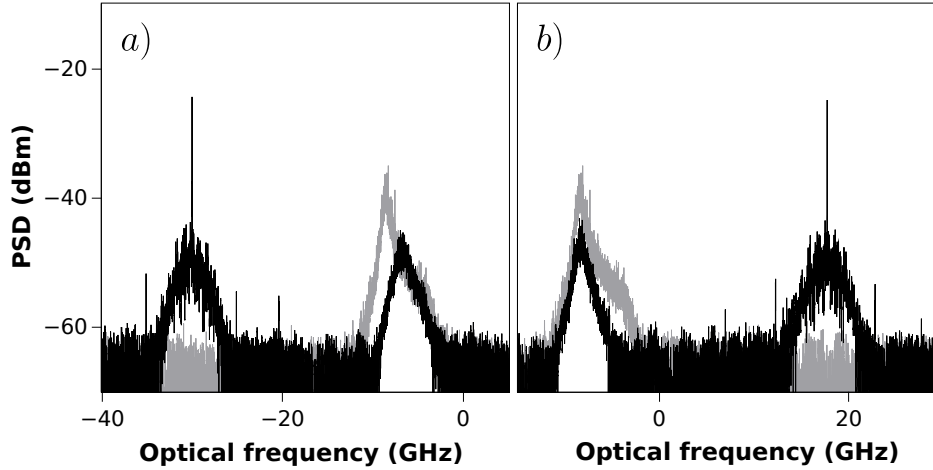 a)
b)
−20
−40
−60
PSD (dBm)
−40
−20
0
0
20
Optical frequency (GHz)
Optical frequency (GHz)